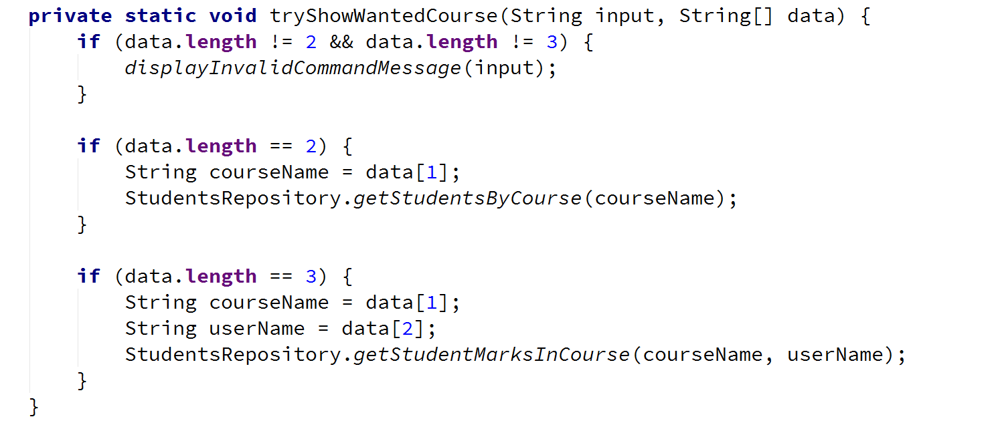 private static void tryShowWantedCourse(String input, String[] data) {
    if (data.length != 2 && data.length != 3) {
        displayInvalidCommandMessage(input);
    }

    if (data.length == 2) {
        String courseName = data[1];
        StudentsRepository.getStudentsByCourse(courseName);
    }

    if (data.length == 3) {
        String courseName = data[1];
        String userName = data[2];
        StudentsRepository.getStudentMarksInCourse(courseName, userName);
    }
}